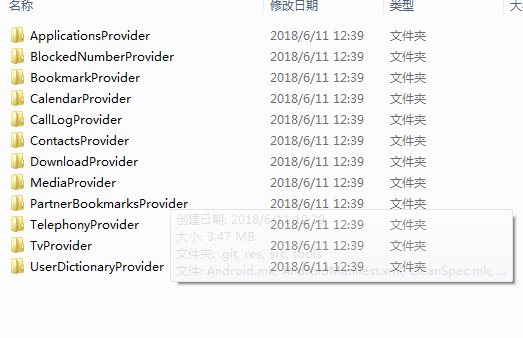 名称 修改日期 类型 大
ApplicationsProvider 2018/6/11 12:39 文件夹
BlockedNumberProvider 2018/6/11 12:39 文件夹
BookmarkProvider 2018/6/11 12:39 文件夹
CalendarProvider 2018/6/11 12:39 文件夹
CallLogProvider 2018/6/11 12:39 文件夹
ContactsProvider 2018/6/11 12:39 文件夹
DownloadProvider 2018/6/11 12:39 文件夹
MediaProvider 2018/6/11 12:39 文件夹
PartnerBookmarksProvider 2018/6/11 12:39 文件夹
创建日期: 2018/6/11 12:39
TelephonyProvider 2018/6/11 12:39 文件夹
大小: 3.47 MB
TvProvider 2018/6/11 12:39 文件夹
文件夹: .git, res, src, tools
UserDictionaryProvider 2018/6/11 12:39 文件夹
文件: Android.mk, AndroidManifest.xml, CleanSpec.mk, ...